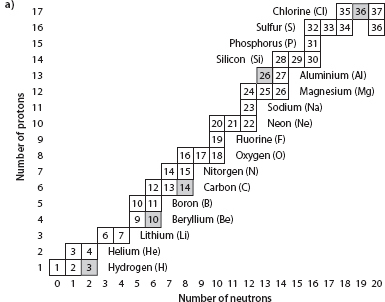 a)
17 Chlorine (Cl) 35 36 37
16 Sulfur (S) 32 33 34 36
15 Phosphorus (P) 31
14 Silicon (Si) 28 29 30
13 26 27 Aluminium (Al)
12 24 25 26 Magnesium (Mg)
11 23 Sodium (Na)
10 20 21 22 Neon (Ne)
9 19 Fluorine (F)
8 16 17 18 Oxygen (O)
7 14 15 Nitorgen (N)
6 12 13 14 Carbon (C)
5 10 11 Boron (B)
4 9 10 Beryllium (Be)
3 6 7 Lithium (Li)
2 3 4 Helium (He)
1 1 2 3 Hydrogen (H)
0 1 2 3 4 5 6 7 8 9 10 11 12 13 14 15 16 17 18 19 20
Number of neutrons
Number of protons